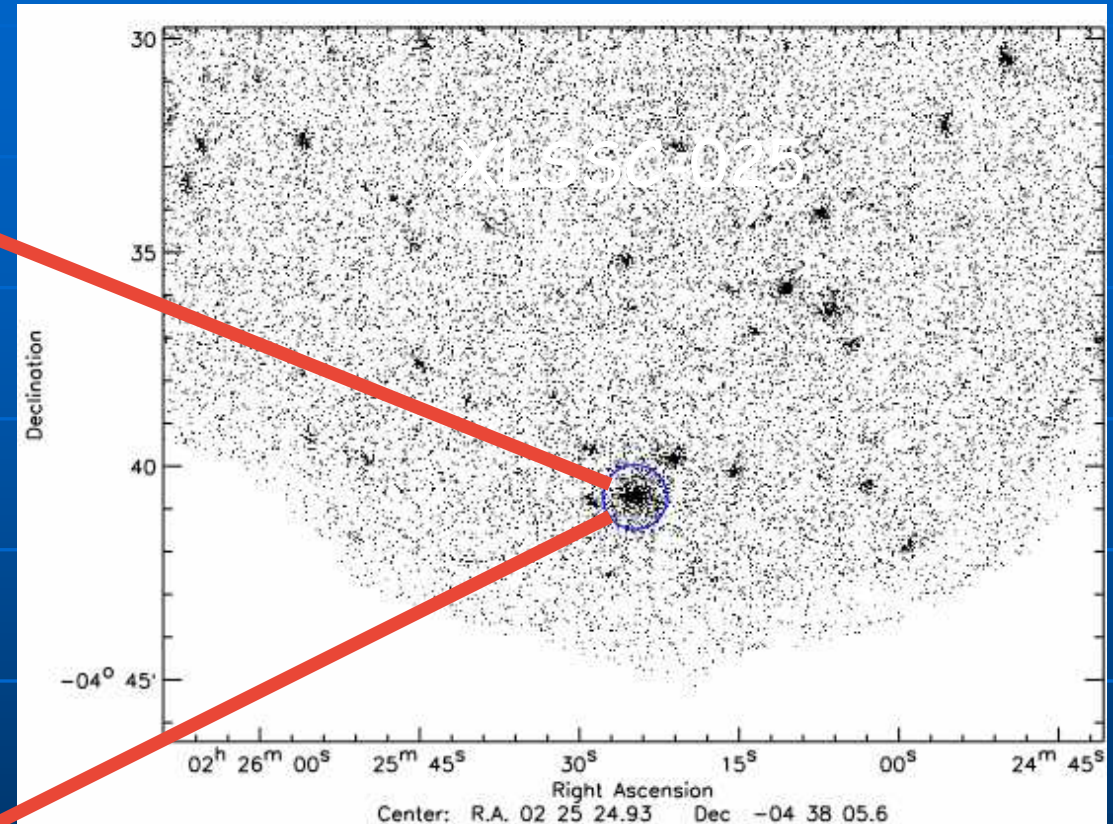 30
XLSSC-025
35
Declination
40
-04° 45'
02h 26m 00s 25m 45s 30s 15s 00s 24m 45s
Right Ascension
Center: R.A. 02 25 24.93 Dec -04 38 05.6